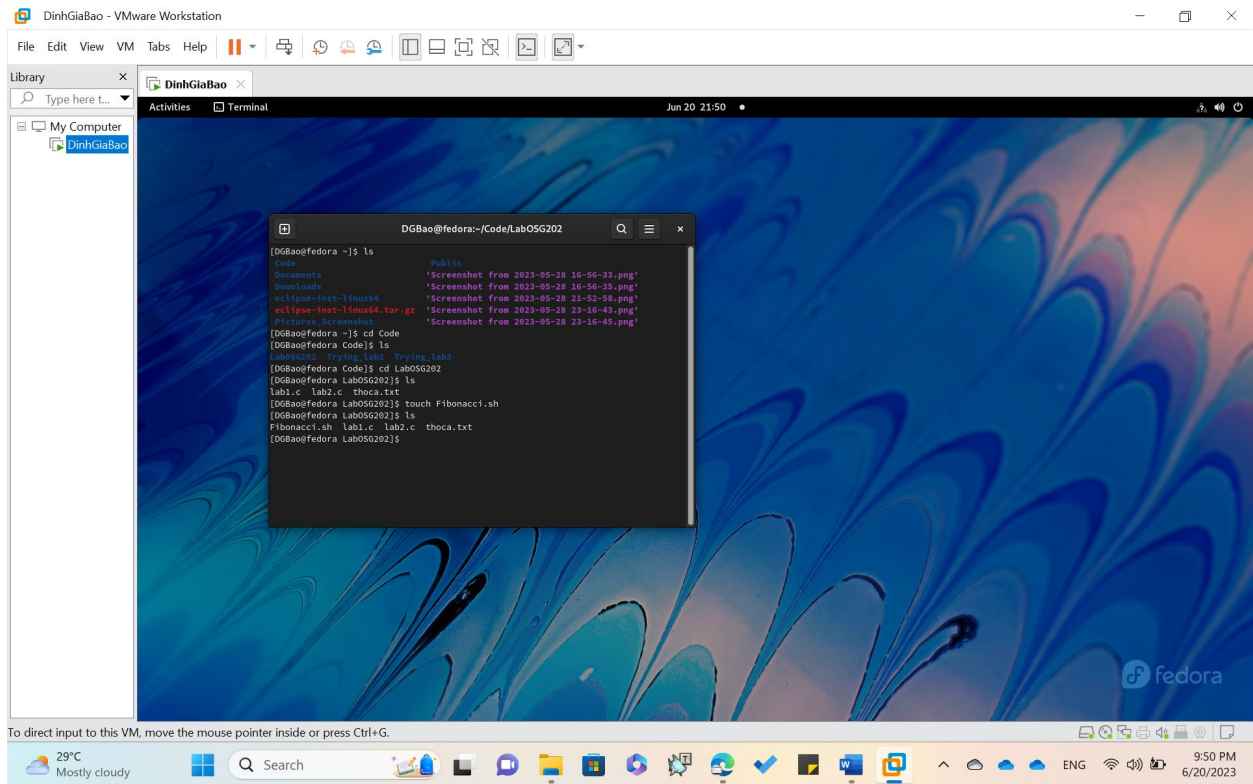 DinhGiaBao - VMware Workstation
File Edit View VM Tabs Help
Library
Type here t...
My Computer
DinhGiaBao
DinhGiaBao
Activities Terminal Jun 20 21:50
DGBao@fedora:~/Code/LabOSG202
[DGBao@fedora ~]$ ls
Code Public
Documents 'Screenshot from 2023-05-28 16-56-33.png'
Downloads 'Screenshot from 2023-05-28 16-56-35.png'
eclipse-inst-linux64 'Screenshot from 2023-05-28 21-52-58.png'
eclipse-inst-linux64.tar.gz 'Screenshot from 2023-05-28 23-16-43.png'
Pictures_Screenshot 'Screenshot from 2023-05-28 23-16-45.png'
[DGBao@fedora ~]$ cd Code
[DGBao@fedora Code]$ ls
LabOSG202 Trying_lab2 Trying_lab3
[DGBao@fedora Code]$ cd LabOSG202
[DGBao@fedora LabOSG202]$ ls
lab1.c lab2.c thoca.txt
[DGBao@fedora LabOSG202]$ touch Fibonacci.sh
[DGBao@fedora LabOSG202]$ ls
Fibonacci.sh lab1.c lab2.c thoca.txt
[DGBao@fedora LabOSG202]$
fedora
To direct input to this VM, move the mouse pointer inside or press Ctrl+G.
29°C
Mostly cloudy
Search
ENG
9:50 PM
6/20/2023